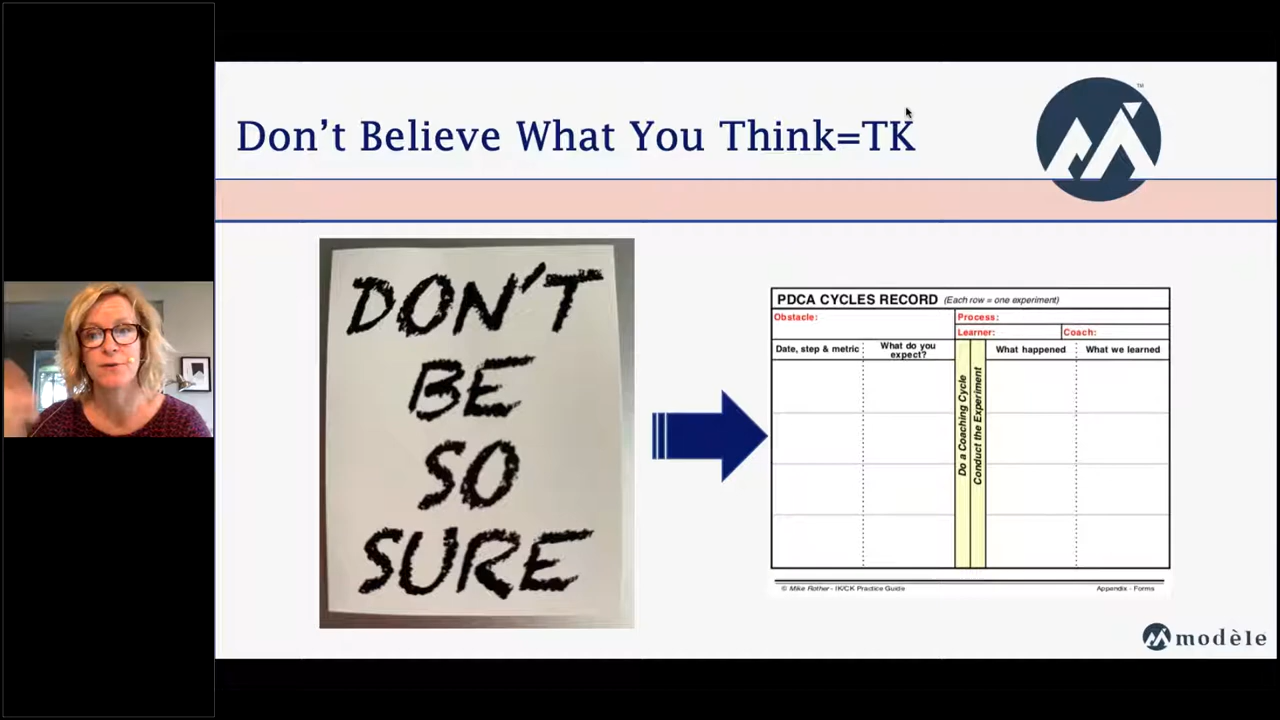 Don't Believe What You Think=TK
TM
DON'T
BE
SO
SURE
PDCA CYCLES RECORD (Each row = one experiment)
Obstacle:
Process:
Learner:
Coach:
Date, step & metric
What do you
expect?
Do a Coaching Cycle
Conduct the Experiment
What happened
What we learned
© Mike Rother - IK/CK Practice Guide
Appendix - Forms
modèle